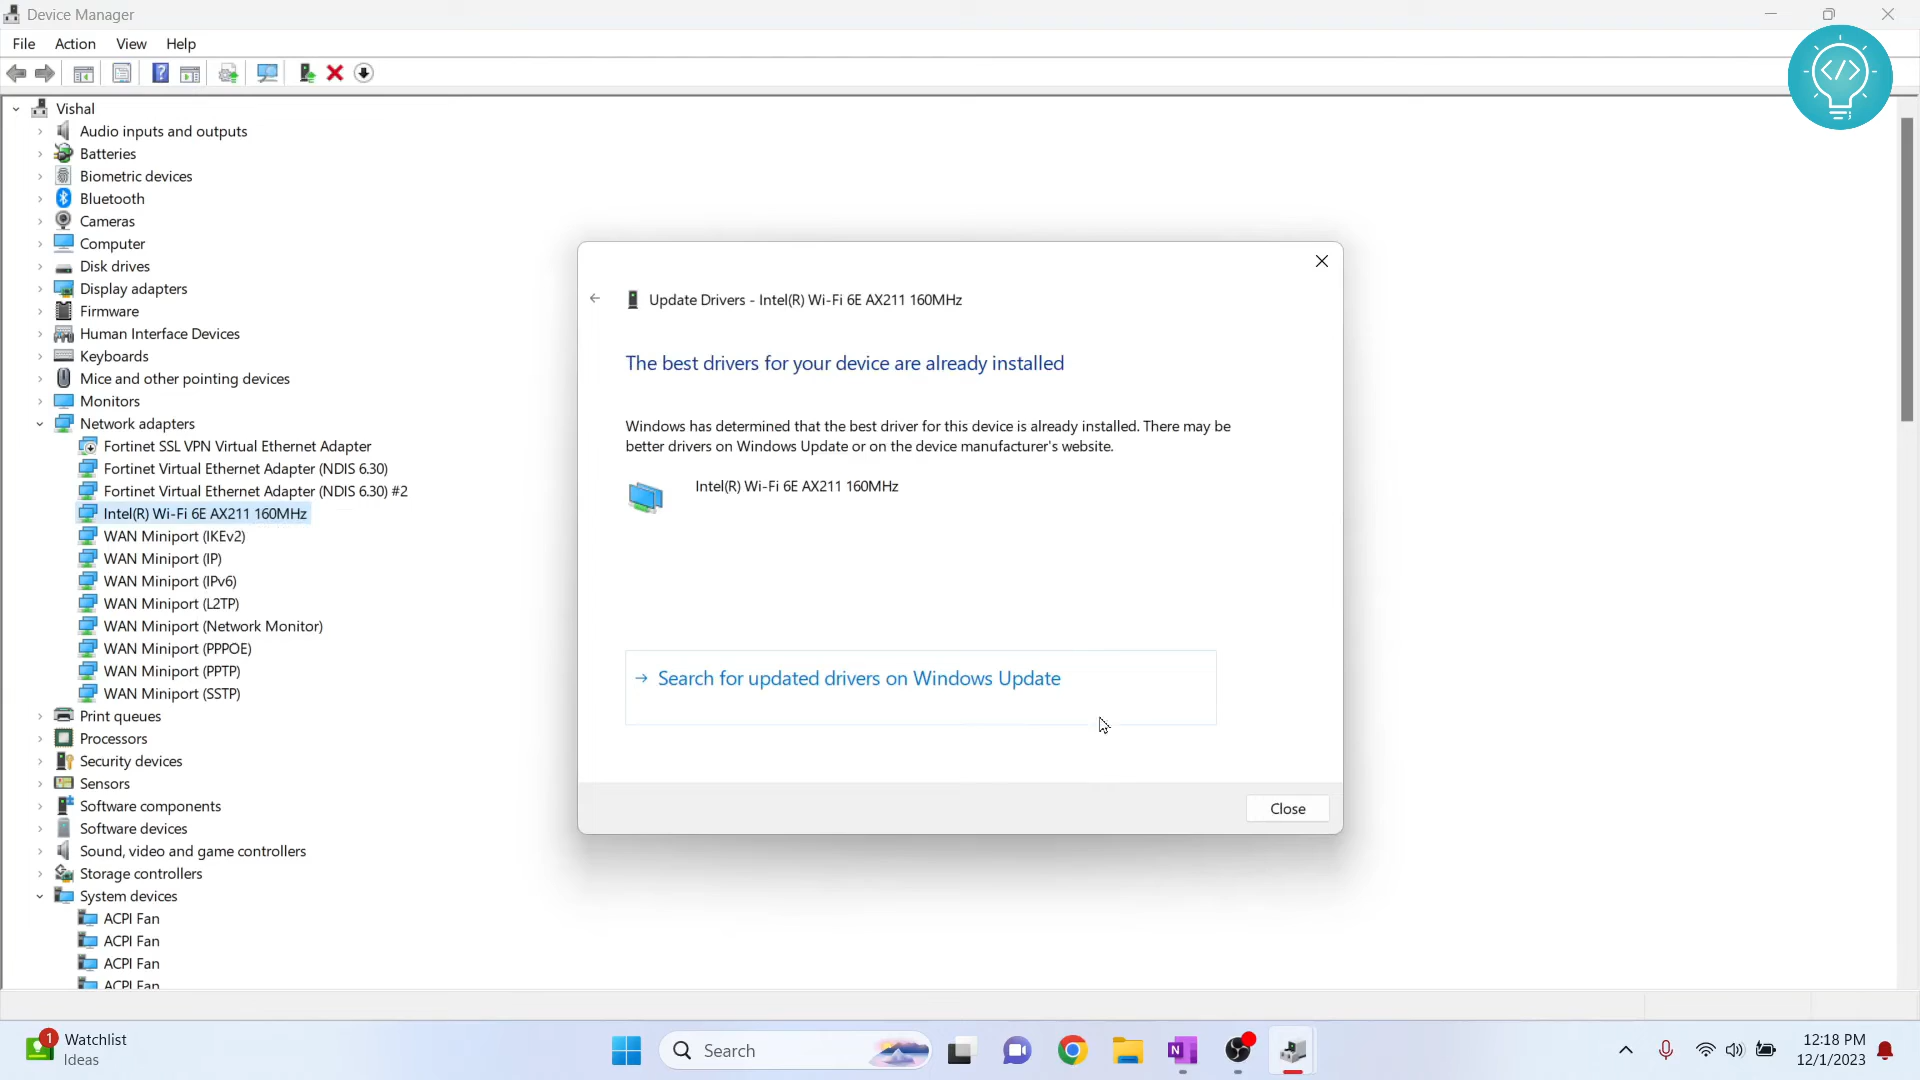 Device Manager
File Action View Help
Vishal
Audio inputs and outputs
Batteries
Biometric devices
Bluetooth
Cameras
Computer
Disk drives
Display adapters
Firmware
Human Interface Devices
Keyboards
Mice and other pointing devices
Monitors
Network adapters
Fortinet SSL VPN Virtual Ethernet Adapter
Fortinet Virtual Ethernet Adapter (NDIS 6.30)
Fortinet Virtual Ethernet Adapter (NDIS 6.30) #2
Intel(R) Wi-Fi 6E AX211 160MHz
WAN Miniport (IKEv2)
WAN Miniport (IP)
WAN Miniport (IPv6)
WAN Miniport (L2TP)
WAN Miniport (Network Monitor)
WAN Miniport (PPPOE)
WAN Miniport (PPTP)
WAN Miniport (SSTP)
Print queues
Processors
Security devices
Sensors
Software components
Software devices
Sound, video and game controllers
Storage controllers
System devices
ACPI Fan
ACPI Fan
ACPI Fan
ACPI Fan
Update Drivers - Intel(R) Wi-Fi 6E AX211 160MHz
The best drivers for your device are already installed
Windows has determined that the best driver for this device is already installed. There may be
better drivers on Windows Update or on the device manufacturer's website.
Intel(R) Wi-Fi 6E AX211 160MHz
Search for updated drivers on Windows Update
Close
</>
1
Watchlist
Ideas
Search
N
12:18 PM
12/1/2023